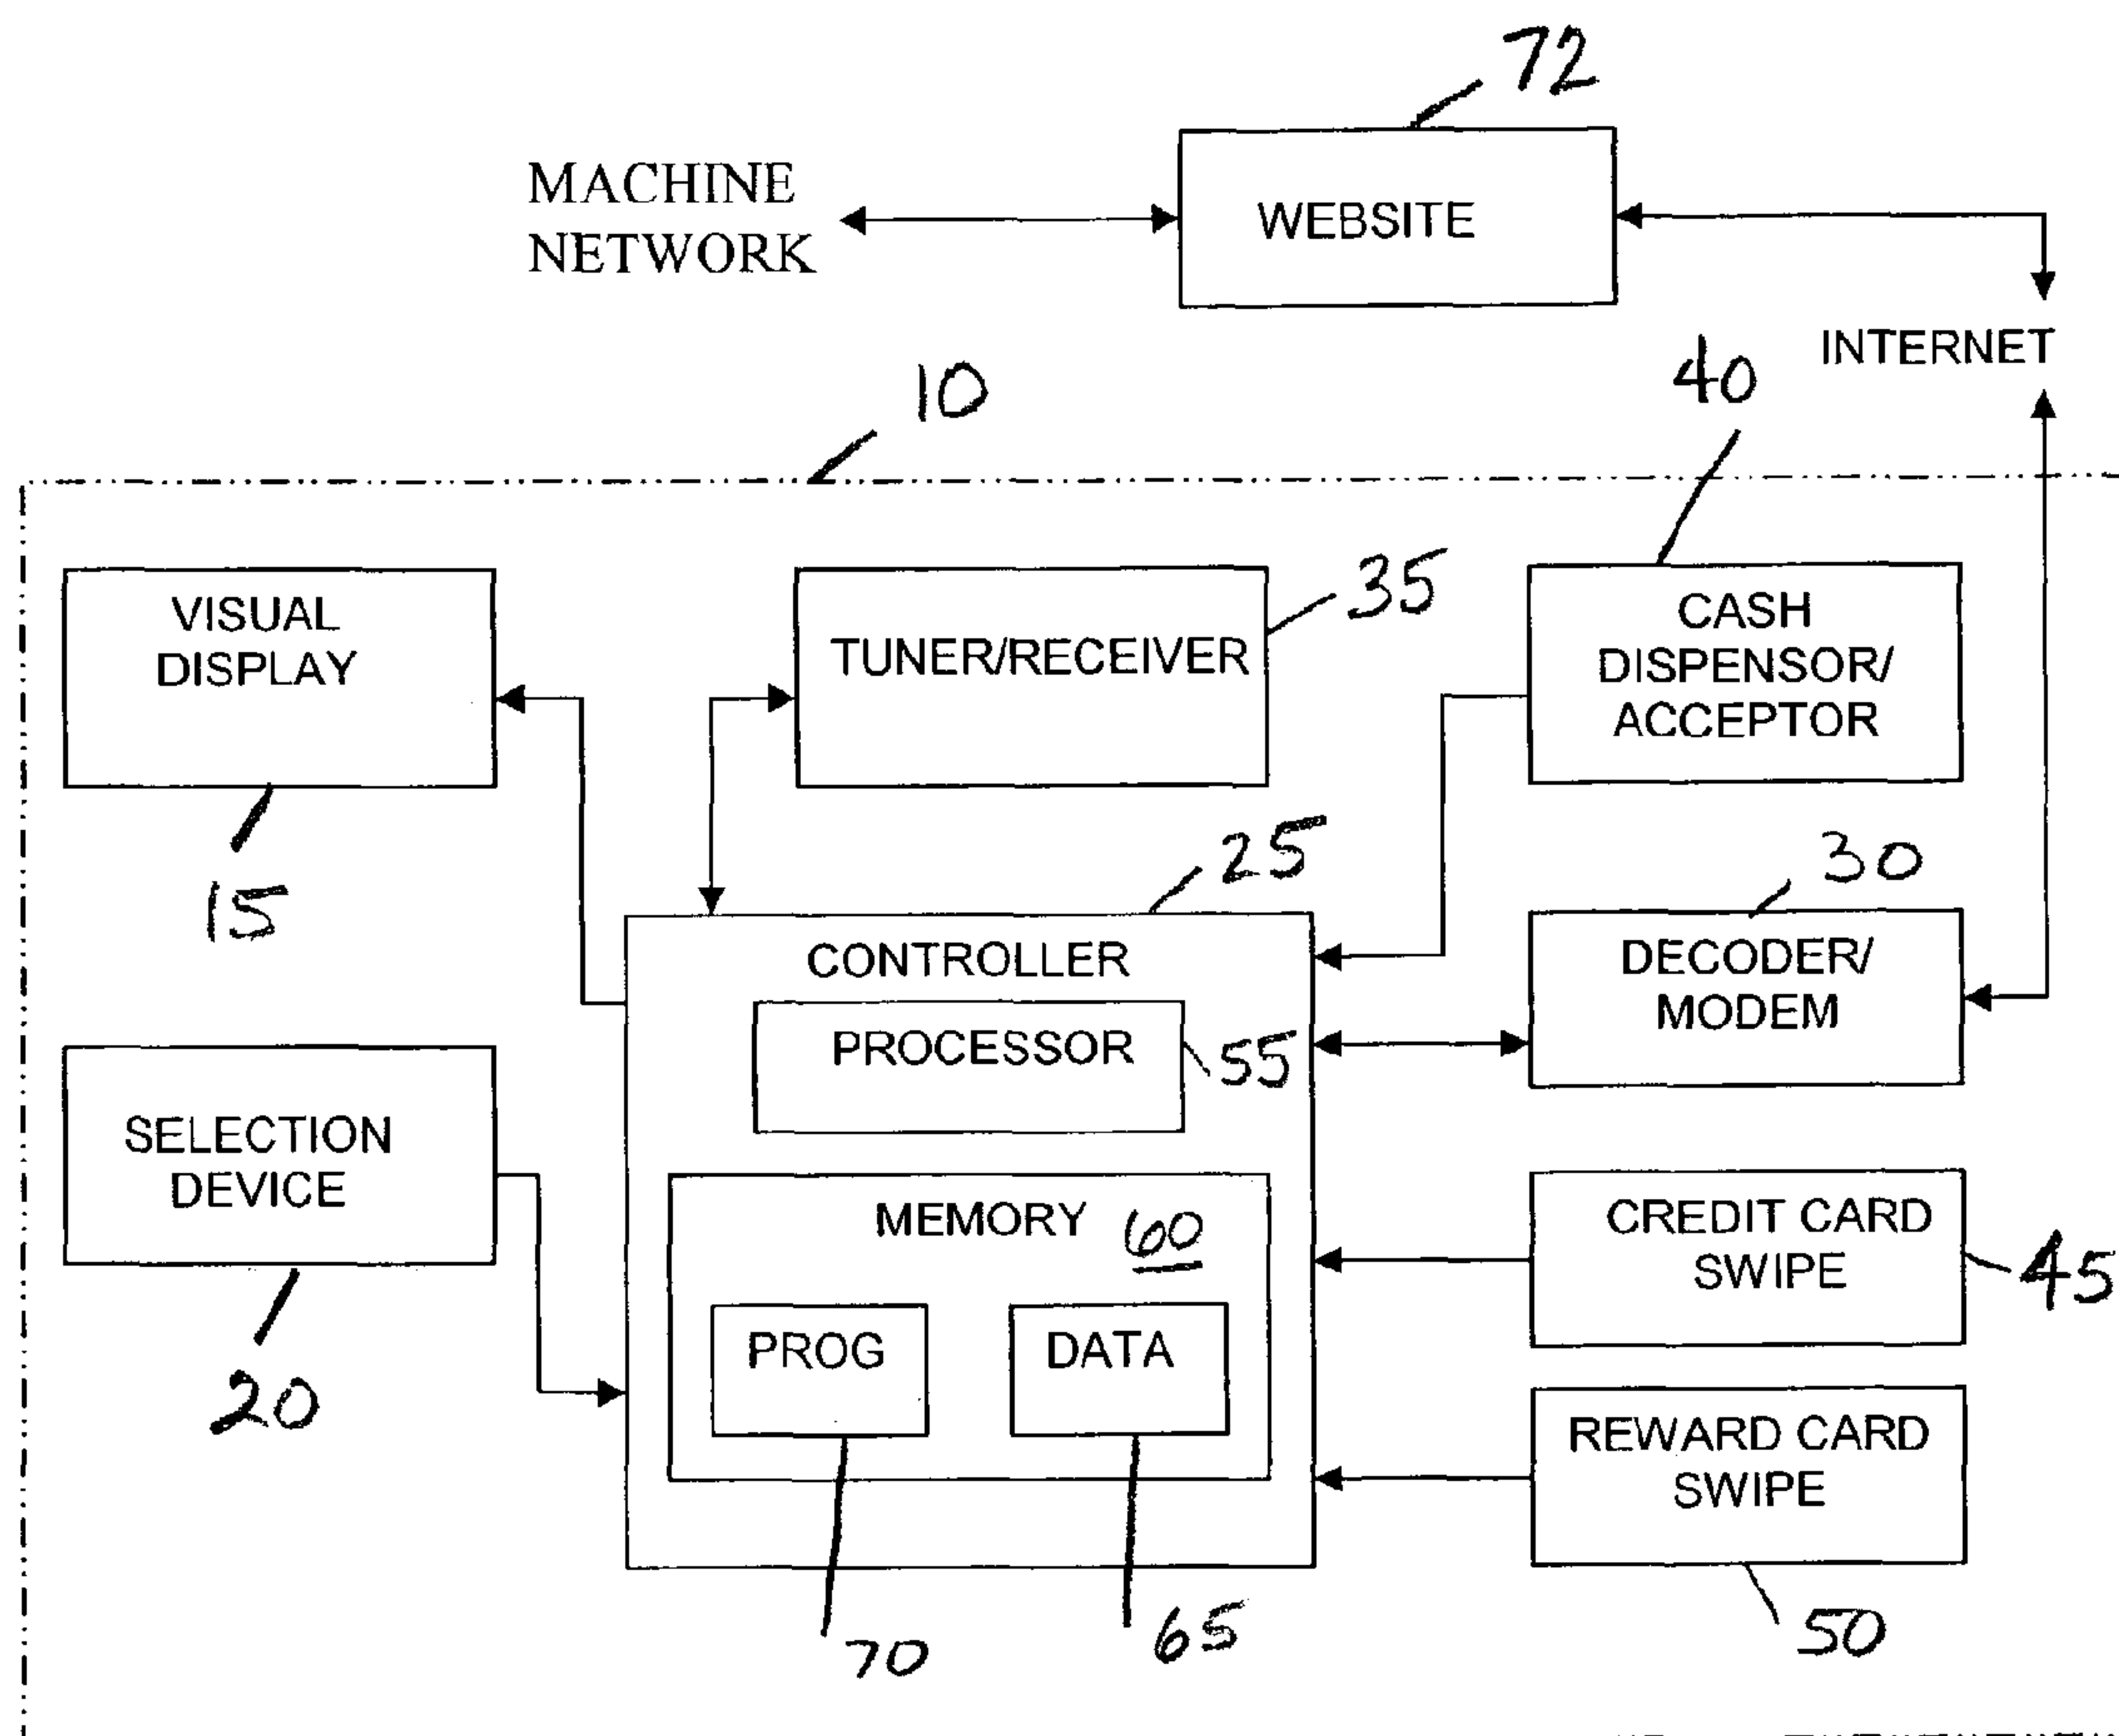 72
MACHINE
NETWORK
WEBSITE
INTERNET
10
40
VISUAL
DISPLAY
15
TUNER/RECEIVER
35
CASH
DISPENSOR/
ACCEPTOR
25
30
CONTROLLER
DECODER/
MODEM
PROCESSOR
55
SELECTION
DEVICE
20
MEMORY
60
PROG
DATA
CREDIT CARD
SWIPE
45
REWARD CARD
SWIPE
70
65
50